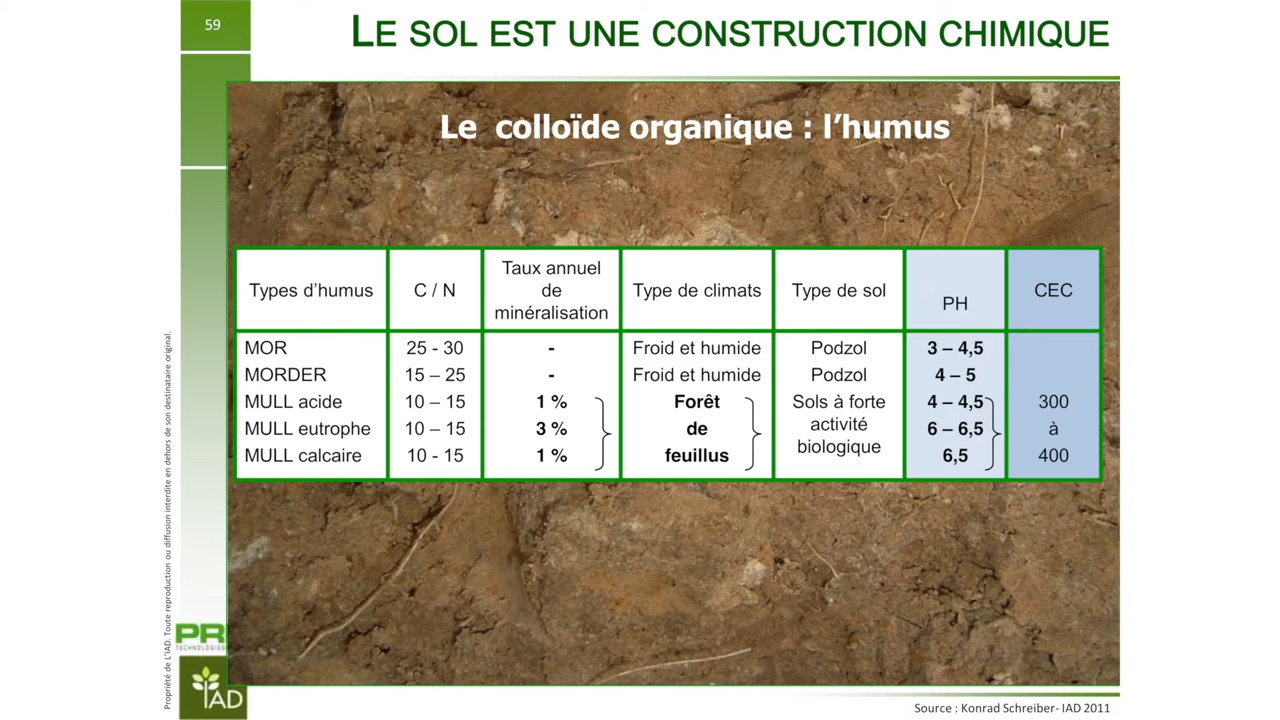 59
LE SOL EST UNE CONSTRUCTION CHIMIQUE
Le colloïde organique : l'humus
Types d'humus
C / N
Taux annuel
de
minéralisation
Type de climats
Type de sol
PH
CEC
MOR 25 - 30 - Froid et humide Podzol 3 – 4,5
MORDER 15 – 25 - Froid et humide Podzol 4 – 5
MULL acide 10 – 15 1 % Forêt Sols à forte 4 – 4,5 300
MULL eutrophe 10 – 15 3 % de activité 6 – 6,5 à
MULL calcaire 10 - 15 1 % feuillus biologique 6,5 400
Propriété de L'IAD. Toute reproduction ou diffusion interdite en dehors de son destinataire original.
IAD
Source : Konrad Schreiber- IAD 2011